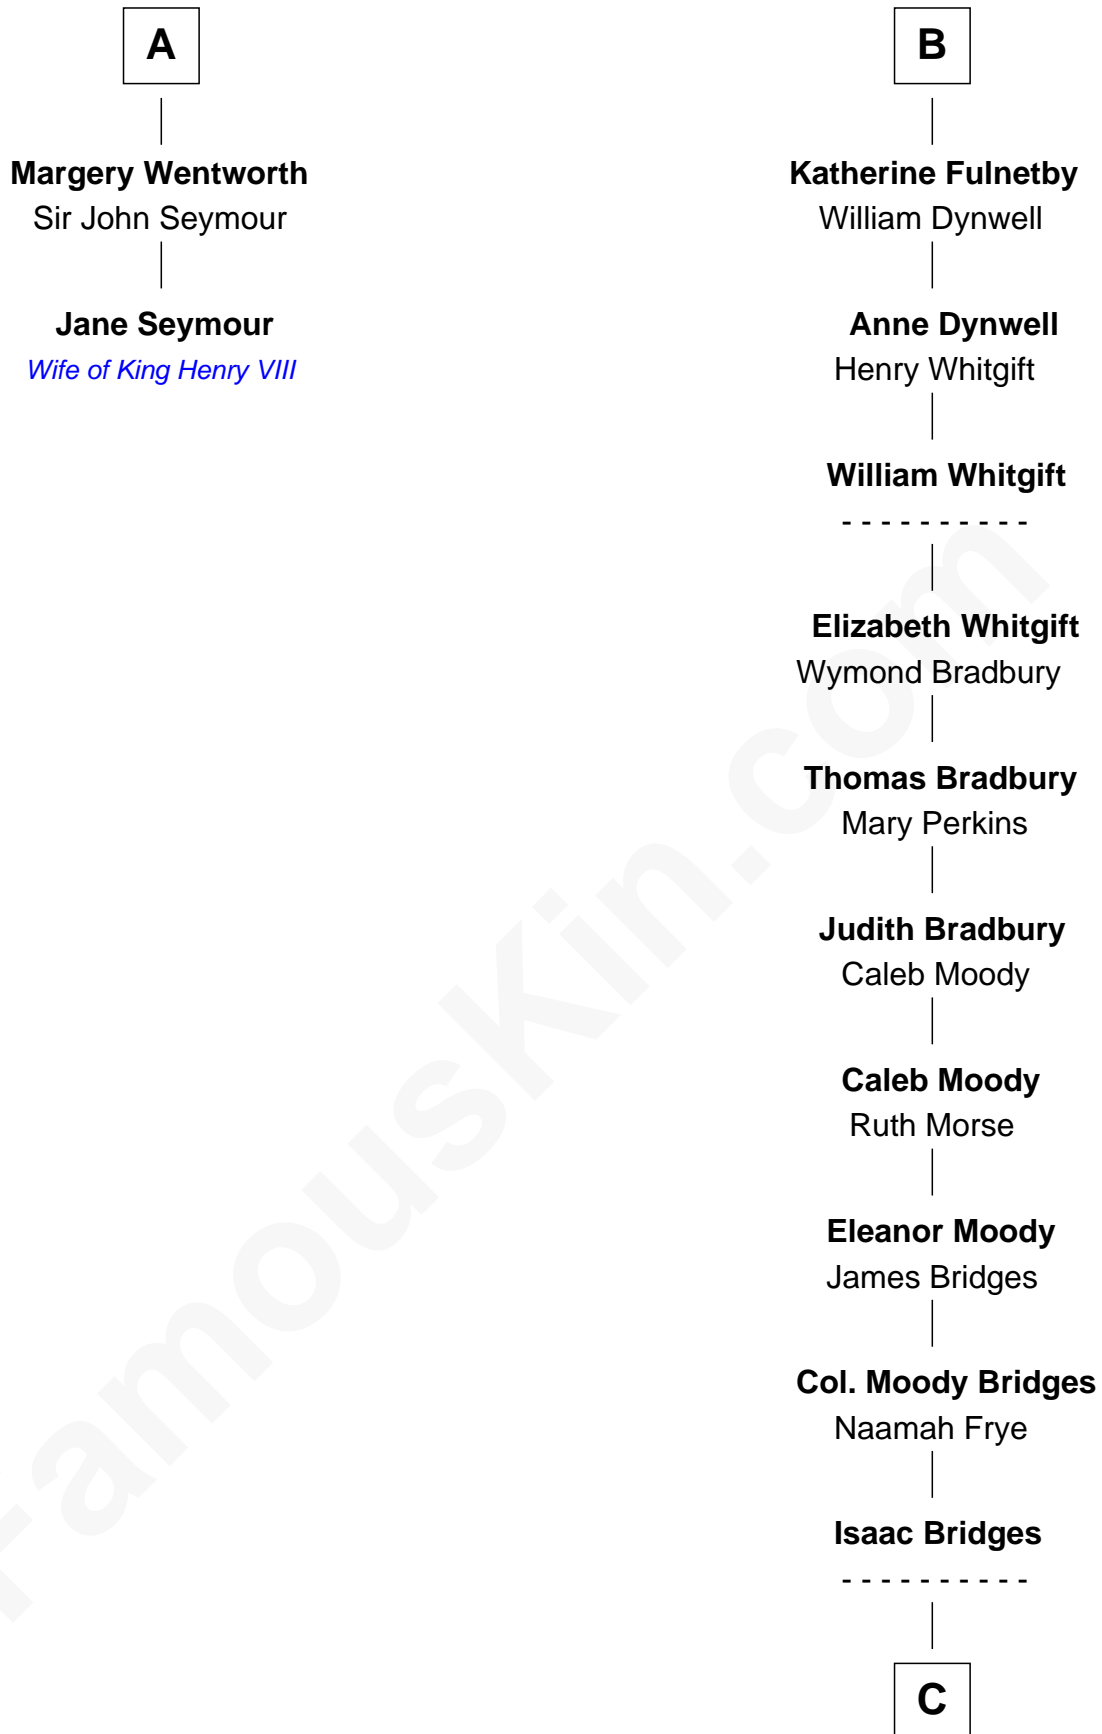 A
Margery Wentworth
Sir John Seymour
Jane Seymour
Wife of King Henry VIII
B
Katherine Fulnetby
William Dynwell
Anne Dynwell
Henry Whitgift
William Whitgift
- - - - - - - - - -
Elizabeth Whitgift
Wymond Bradbury
Thomas Bradbury
Mary Perkins
Judith Bradbury
Caleb Moody
Caleb Moody
Ruth Morse
Eleanor Moody
James Bridges
Col. Moody Bridges
Naamah Frye
Isaac Bridges
- - - - - - - - - -
C
FamousKin.com